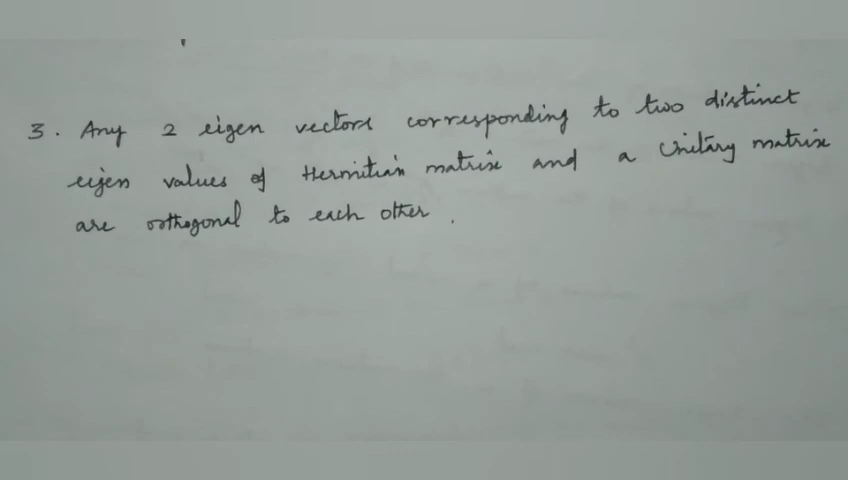 3. Any 2 eigen vectors corresponding to two distinct
eigen values of Hermitian matrix and a Unitary matrix
are orthogonal to each other.